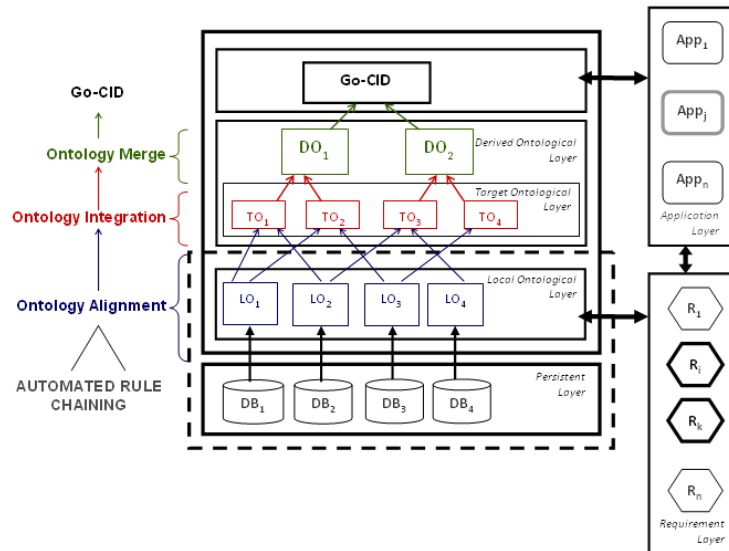 Go-CID
Ontology Merge
Ontology Integration
Ontology Alignment
AUTOMATED RULE
CHAINING
Go-CID
DO1
DO2
Derived Ontological
Layer
Target Ontological
Layer
TO1
TO2
TO3
TO4
Local Ontological
Layer
LO1
LO2
LO3
LO4
Persistent
Layer
DB1
DB2
DB3
DB4
App1
Appj
Appn
Application
Layer
R1
Ri
Rk
Rn
Requirement
Layer